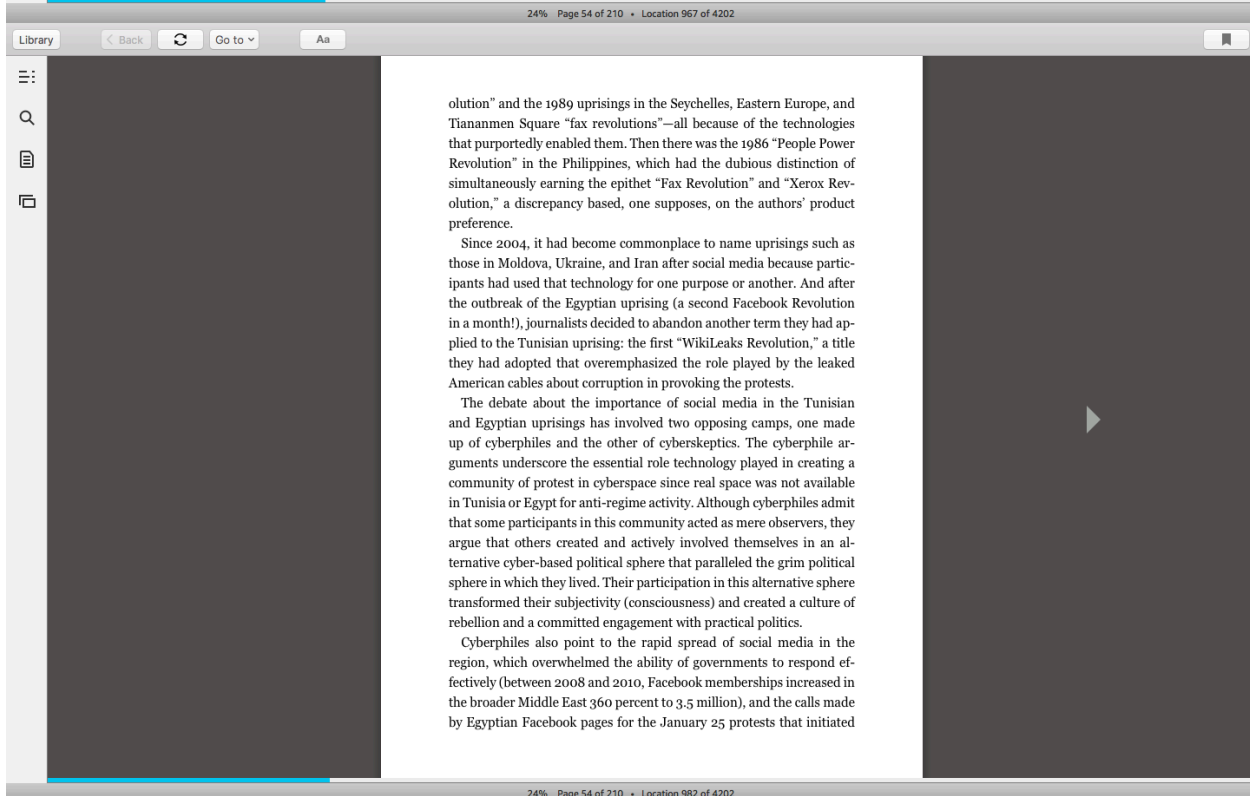 24% Page 54 of 210 • Location 967 of 4202
Library
Back
Go to
Aa
olution” and the 1989 uprisings in the Seychelles, Eastern Europe, and
Tiananmen Square “fax revolutions”—all because of the technologies
that purportedly enabled them. Then there was the 1986 “People Power
Revolution” in the Philippines, which had the dubious distinction of
simultaneously earning the epithet “Fax Revolution” and “Xerox Rev-
olution,” a discrepancy based, one supposes, on the authors’ product
preference.
Since 2004, it had become commonplace to name uprisings such as
those in Moldova, Ukraine, and Iran after social media because partic-
ipants had used that technology for one purpose or another. And after
the outbreak of the Egyptian uprising (a second Facebook Revolution
in a month!), journalists decided to abandon another term they had ap-
plied to the Tunisian uprising: the first “WikiLeaks Revolution,” a title
they had adopted that overemphasized the role played by the leaked
American cables about corruption in provoking the protests.
The debate about the importance of social media in the Tunisian
and Egyptian uprisings has involved two opposing camps, one made
up of cyberphiles and the other of cyberskeptics. The cyberphile ar-
guments underscore the essential role technology played in creating a
community of protest in cyberspace since real space was not available
in Tunisia or Egypt for anti-regime activity. Although cyberphiles admit
that some participants in this community acted as mere observers, they
argue that others created and actively involved themselves in an al-
ternative cyber-based political sphere that paralleled the grim political
sphere in which they lived. Their participation in this alternative sphere
transformed their subjectivity (consciousness) and created a culture of
rebellion and a committed engagement with practical politics.
Cyberphiles also point to the rapid spread of social media in the
region, which overwhelmed the ability of governments to respond ef-
fectively (between 2008 and 2010, Facebook memberships increased in
the broader Middle East 360 percent to 3.5 million), and the calls made
by Egyptian Facebook pages for the January 25 protests that initiated
24% Page 54 of 210 • Location 982 of 4202